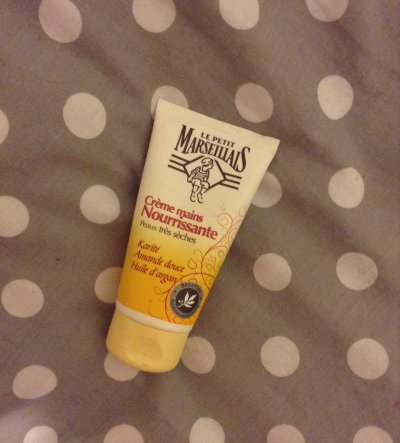 LE PETIT
MARSEILLAIS
Crème mains
Nourrissante
Peaux très sèches
Karité
Amande douce
Huile d'argan